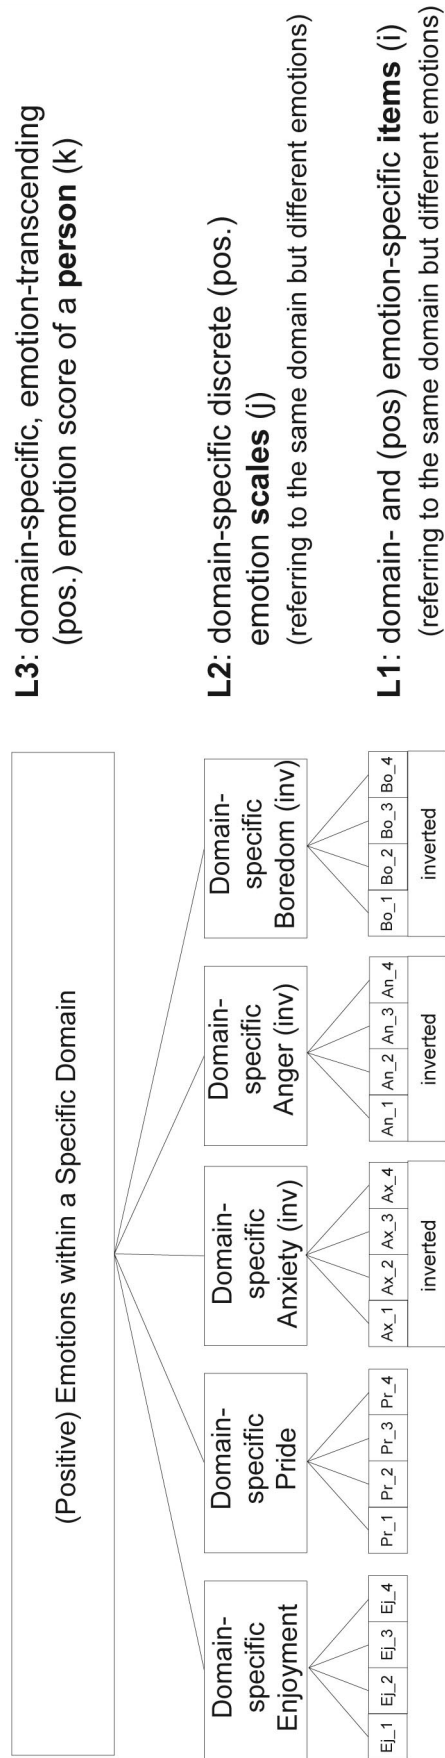 (Positive) Emotions within a Specific Domain
L3: domain-specific, emotion-transcending
(pos.) emotion score of a person (k)
Domain-
specific
Enjoyment
Domain-
specific
Pride
Domain-
specific
Anxiety (inv)
Domain-
specific
Anger (inv)
Domain-
specific
Boredom (inv)
L2: domain-specific discrete (pos.)
emotion scales (j)
(referring to the same domain but different emotions)
Ej_1 Ej_2 Ej_3 Ej_4
Pr_1 Pr_2 Pr_3 Pr_4
Ax_1 Ax_2 Ax_3 Ax_4
inverted
An_1 An_2 An_3 An_4
inverted
Bo_1 Bo_2 Bo_3 Bo_4
inverted
L1: domain- and (pos) emotion-specific items (i)
(referring to the same domain but different emotions)